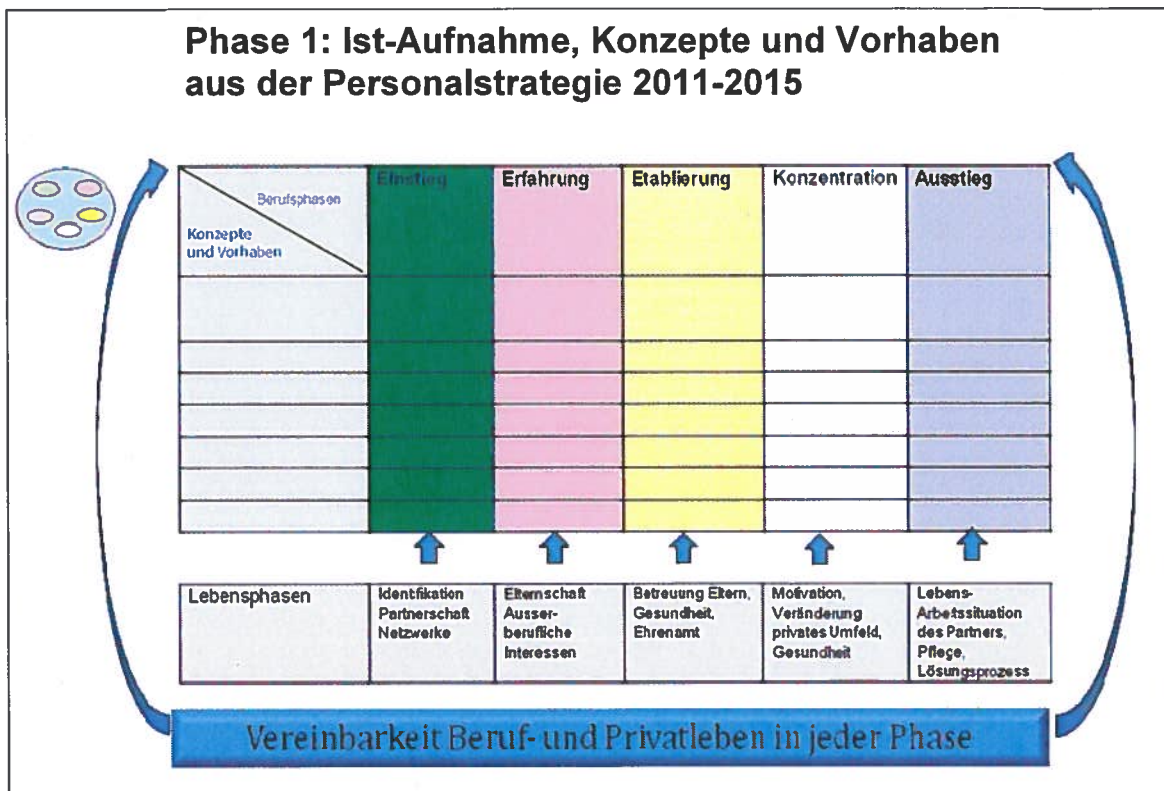 Phase 1: Ist-Aufnahme, Konzepte und Vorhaben
aus der Personalstrategie 2011-2015
Berufsphasen
Konzepte
und Vorhaben
Einstieg
Erfahrung
Etablierung
Konzentration
Ausstieg
Lebensphasen
Identifikation
Partnerschaft
Netzwerke
Elternschaft
Ausser-
berufliche
Interessen
Betreuung Eltern,
Gesundheit,
Ehrenamt
Motivation,
Veränderung
privates Umfeld,
Gesundheit
Lebens-
Arbetssituation
des Partners,
Pflege,
Lösungsprozess
Vereinbarkeit Beruf- und Privatleben in jeder Phase